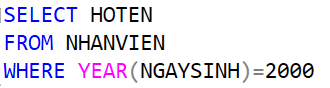 SELECT HOTEN
FROM NHANVIEN
WHERE YEAR(NGAYSINH)=2000